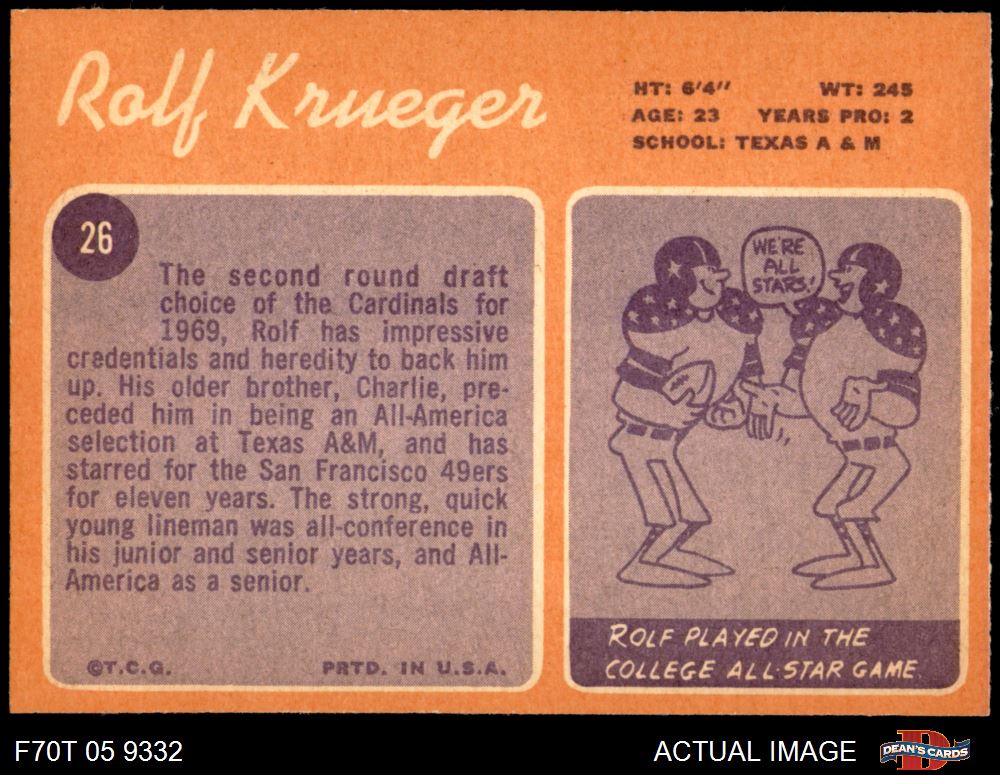 Rolf Krueger
HT: 6'4" WT: 245
AGE: 23 YEARS PRO: 2
SCHOOL: TEXAS A & M
26
The second round draft
choice of the Cardinals for
1969, Rolf has impressive
credentials and heredity to back him
up. His older brother, Charlie, pre-
ceded him in being an All-America
selection at Texas A&M, and has
starred for the San Francisco 49ers
for eleven years. The strong, quick
young lineman was all-conference in
his junior and senior years, and All-
America as a senior.
©T.C.G. PRTD. IN U.S.A.
WE'RE
ALL
STARS!
ROLF PLAYED IN THE
COLLEGE ALL-STAR GAME.
F70T 05 9332
ACTUAL IMAGE
D
DEAN'S CARDS